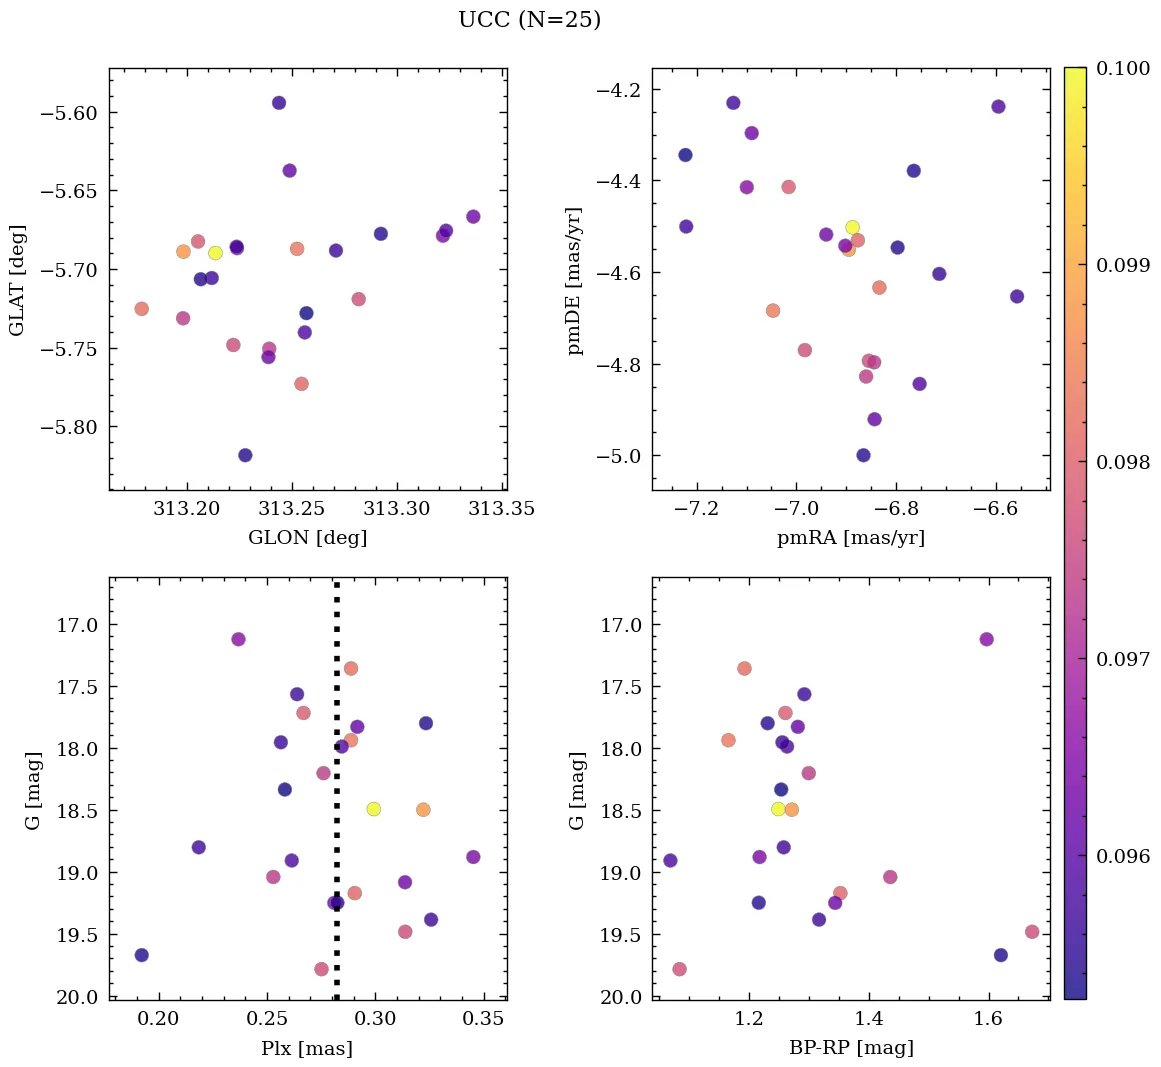 UCC (N=25)
−5.60
−5.65
−5.70
−5.75
−5.80
GLAT [deg]
313.20 313.25 313.30 313.35
GLON [deg]
−4.2
−4.4
−4.6
−4.8
−5.0
pmDE [mas/yr]
−7.2 −7.0 −6.8 −6.6
pmRA [mas/yr]
0.100
0.099
0.098
0.097
0.096
17.0
17.5
18.0
18.5
19.0
19.5
20.0
G [mag]
0.20 0.25 0.30 0.35
Plx [mas]
17.0
17.5
18.0
18.5
19.0
19.5
20.0
G [mag]
1.2 1.4 1.6
BP-RP [mag]